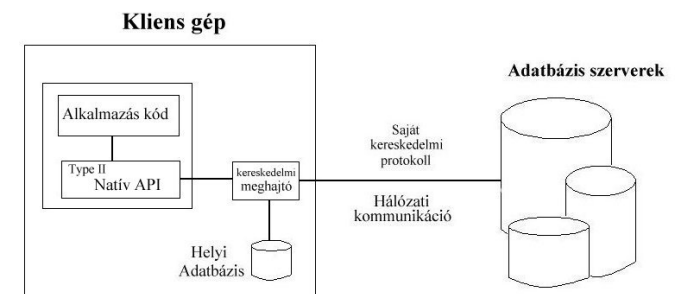 Kliens gép
Adatbázis szerverek
Alkalmazás kód
Type II
Natív API
kereskedelmi
meghajtó
Helyi
Adatbázis
Saját
kereskedelmi
protokoll
Hálózati
kommunikáció